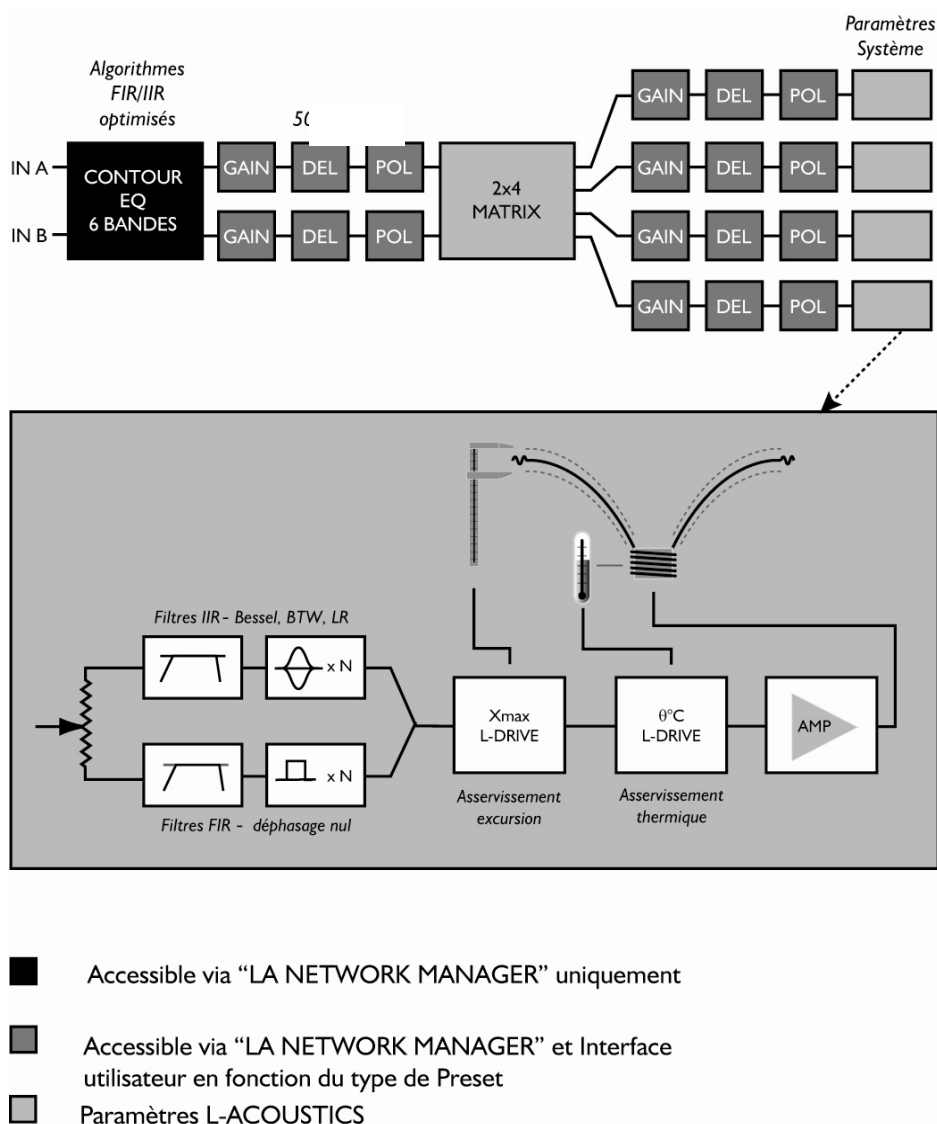 Paramètres
Système
Algorithmes
FIR/IIR
optimisés
GAIN DEL POL
IN A
CONTOUR
EQ
6 BANDES
GAIN DEL POL
2x4
MATRIX
GAIN DEL POL
IN B
GAIN DEL POL
GAIN DEL POL
GAIN DEL POL
Filtres IIR - Bessel, BTW, LR
x N
Xmax
L-DRIVE
θ°C
L-DRIVE
AMP
x N
Filtres FIR - déphasage nul
Asservissement
excursion
Asservissement
thermique
Accessible via “LA NETWORK MANAGER” uniquement
Accessible via “LA NETWORK MANAGER” et Interface
utilisateur en fonction du type de Preset
Paramètres L-ACOUSTICS